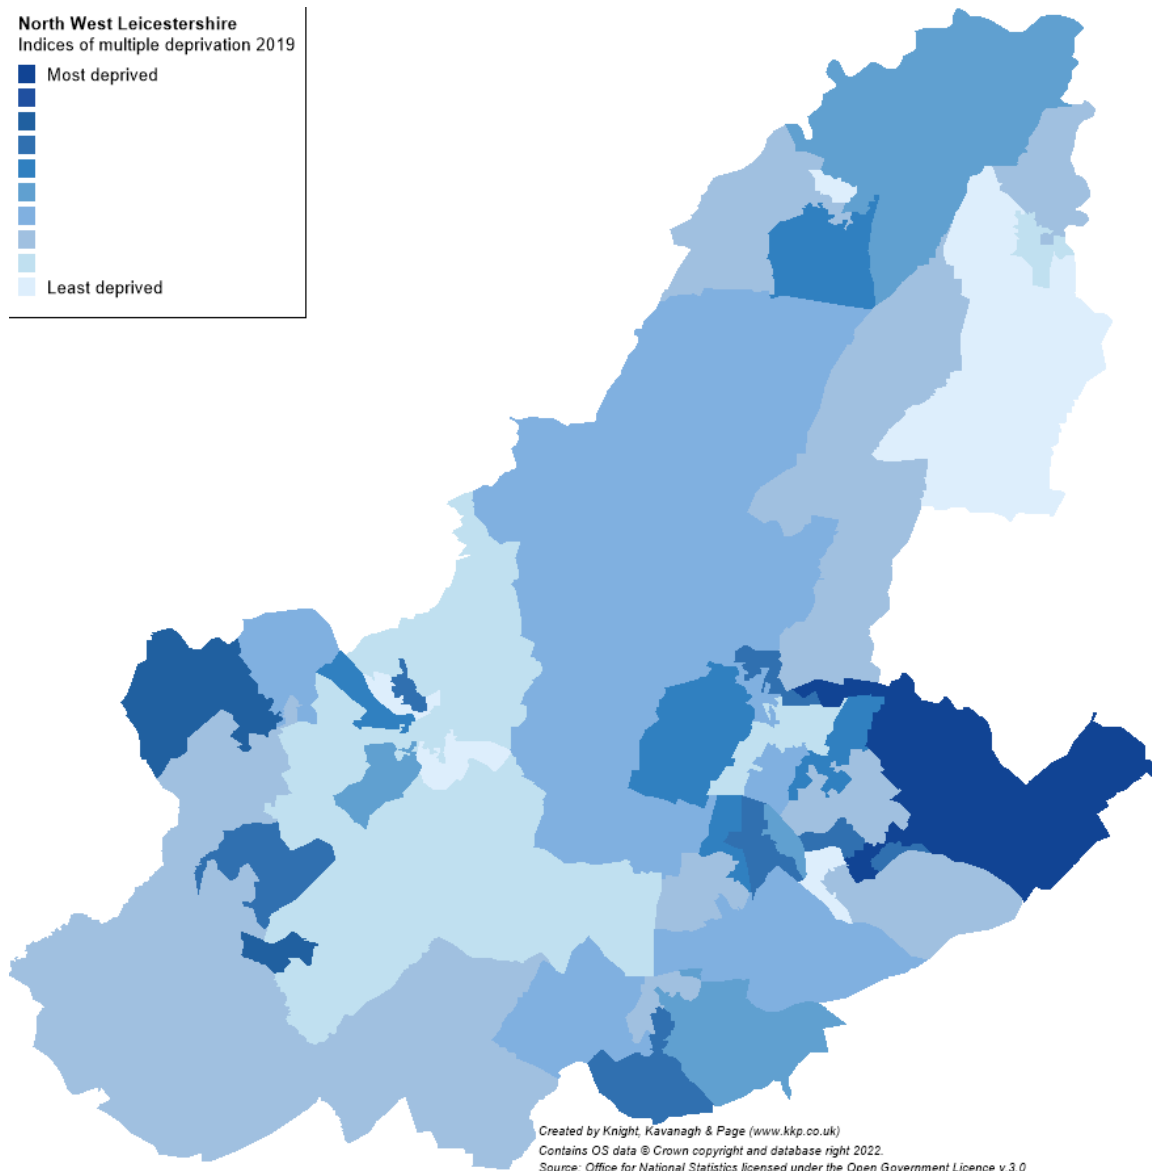 North West Leicestershire
Indices of multiple deprivation 2019
Most deprived
Least deprived
Created by Knight, Kavanagh & Page (www.kkp.co.uk)
Contains OS data © Crown copyright and database right 2022.
Source: Office for National Statistics licensed under the Open Government Licence v.3.0